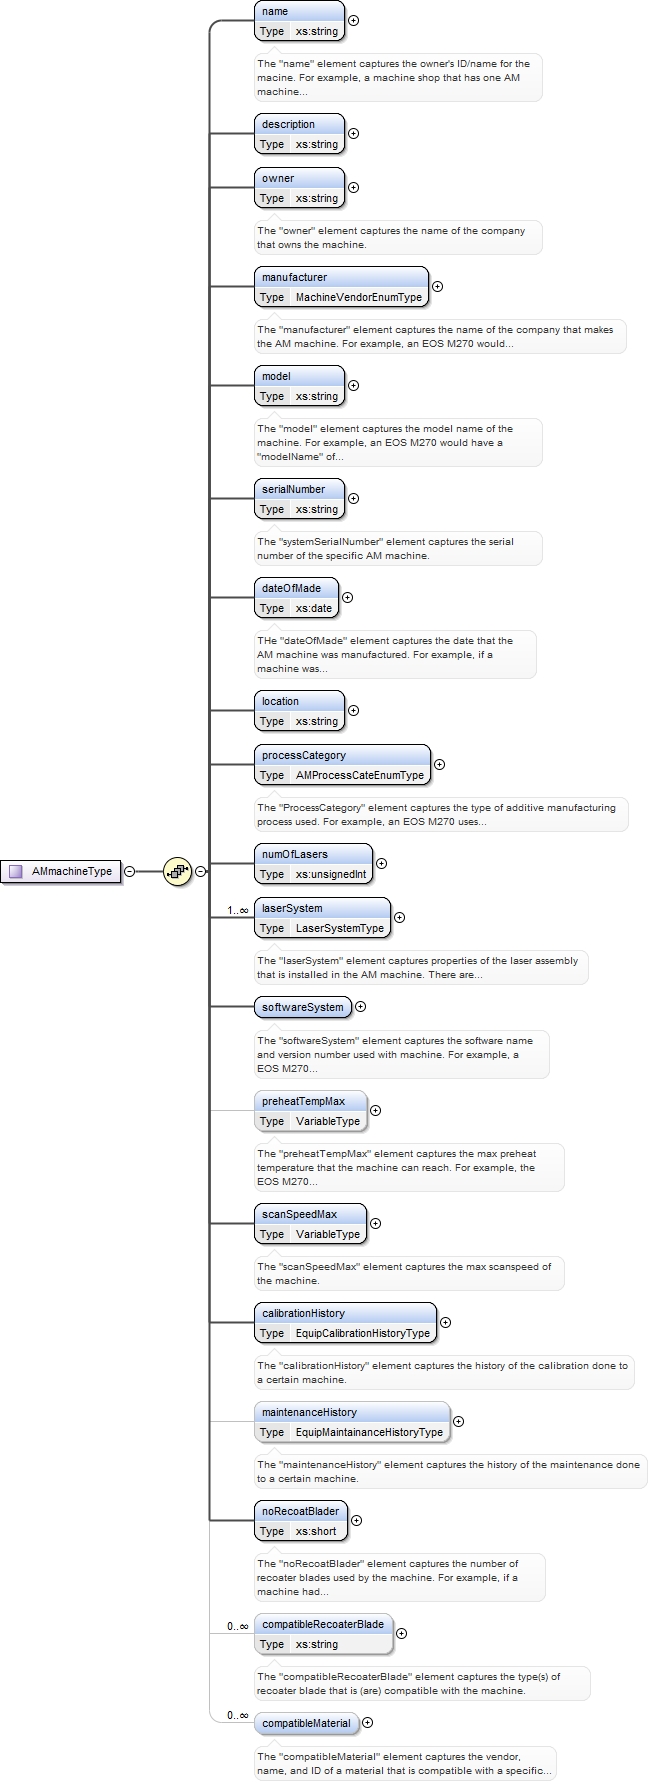 name
Type xs:string
The "name" element captures the owner's ID/name for the
macine. For example, a machine shop that has one AM
machine...
description
Type xs:string
owner
Type xs:string
The "owner" element captures the name of the company
that owns the machine.
manufacturer
Type MachineVendorEnumType
The "manufacturer" element captures the name of the company that makes
the AM machine. For example, an EOS M270 would...
model
Type xs:string
The "model" element captures the model name of the
machine. For example, an EOS M270 would have a
"modelName" of...
serialNumber
Type xs:string
The "systemSerialNumber" element captures the serial
number of the specific AM machine.
dateOfMade
Type xs:date
THe "dateOfMade" element captures the date that the
AM machine was manufactured. For example, if a
machine was...
location
Type xs:string
processCategory
Type AMProcessCateEnumType
The "ProcessCategory" element captures the type of additive manufacturing
process used. For example, an EOS M270 uses...
AMmachineType
numOfLasers
Type xs:unsignedInt
1..∞
laserSystem
Type LaserSystemType
The "laserSystem" element captures properties of the laser assembly
that is installed in the AM machine. There are...
softwareSystem
The "softwareSystem" element captures the software name
and version number used with machine. For example, a
EOS M270...
preheatTempMax
Type VariableType
The "preheatTempMax" element captures the max preheat
temperature that the machine can reach. For example, the
EOS M270...
scanSpeedMax
Type VariableType
The "scanSpeedMax" element captures the max scanspeed of
the machine.
calibrationHistory
Type EquipCalibrationHistoryType
The "calibrationHistory" element captures the history of the calibration done to
a certain machine.
maintenanceHistory
Type EquipMaintainanceHistoryType
The "maintenanceHistory" element captures the history of the maintenance done
to a certain machine.
noRecoatBlader
Type xs:short
The "noRecoatBlader" element captures the number of
recoater blades used by the machine. For example, if a
machine had...
0..∞
compatibleRecoaterBlade
Type xs:string
The "compatibleRecoaterBlade" element captures the type(s) of
recoater blade that is (are) compatible with the machine.
0..∞
compatibleMaterial
The "compatibleMaterial" element captures the vendor,
name, and ID of a material that is compatible with a specific...